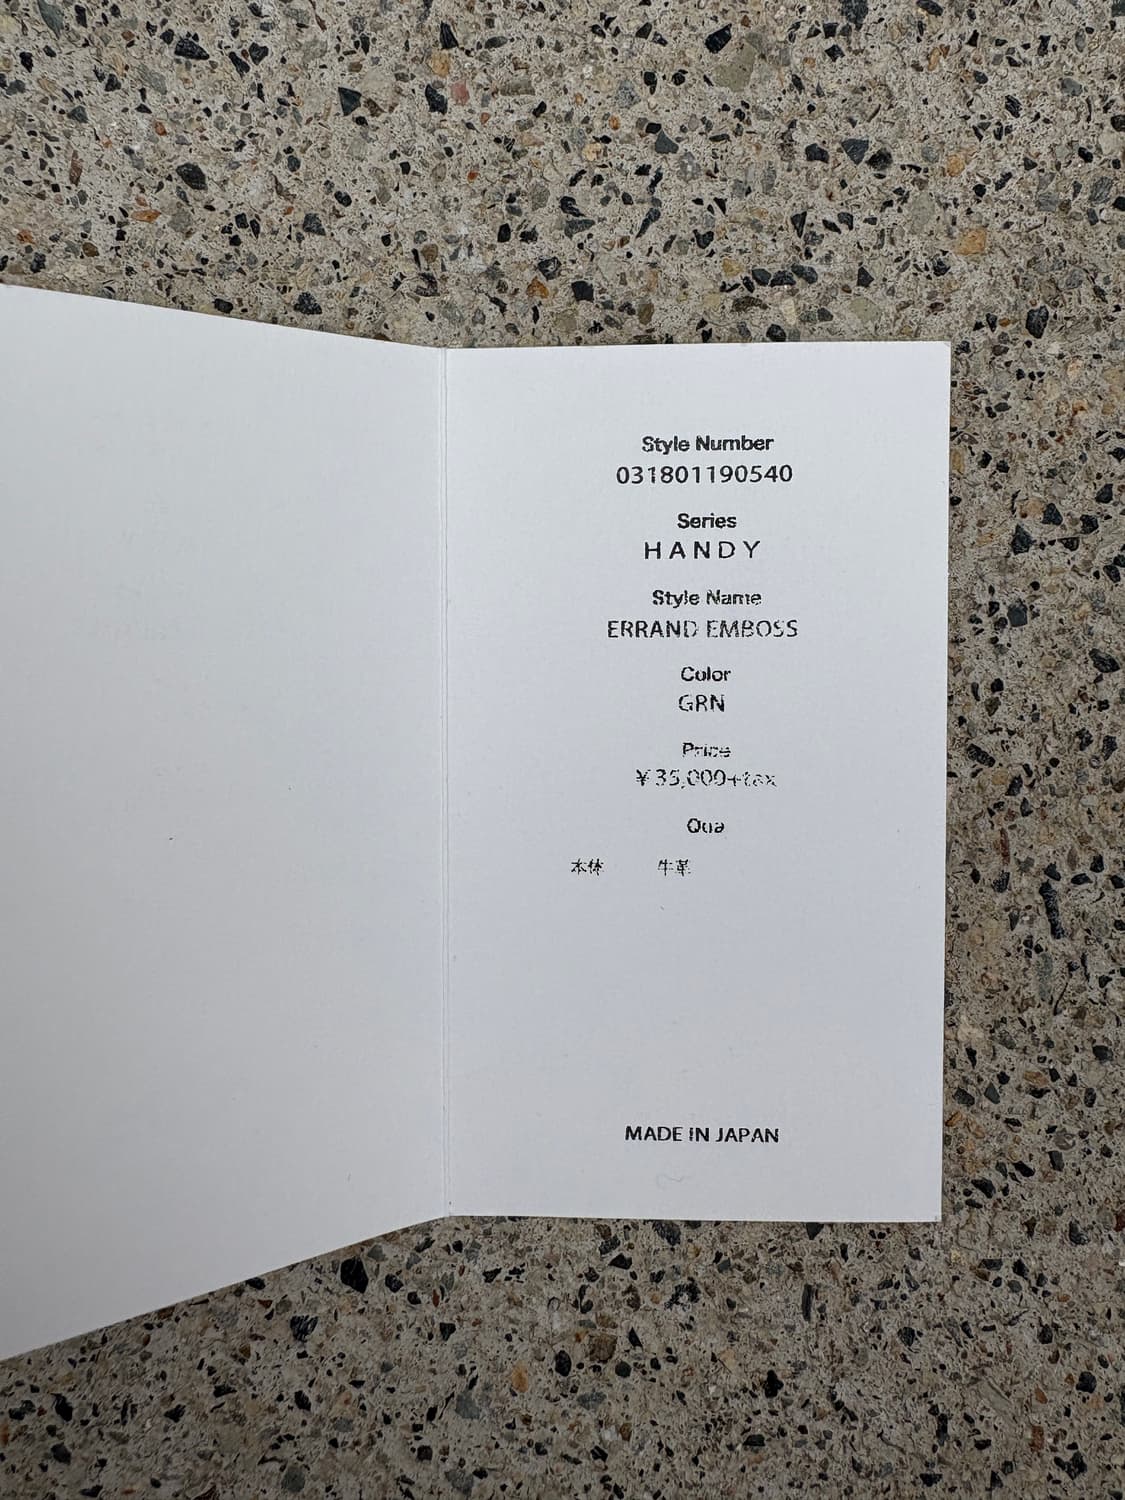 Style Number
031801190540
Series
HANDY
Style Name
ERRAND EMBOSS
Color
GRN
Price
¥35,000+tax
Qua
本体 牛革
MADE IN JAPAN